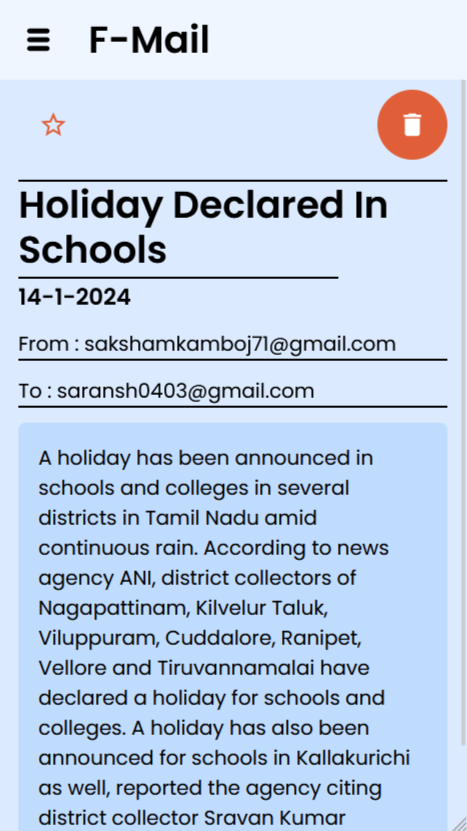 F-Mail
Holiday Declared In
Schools
14-1-2024
From : sakshamkamboj71@gmail.com
To : saransh0403@gmail.com
A holiday has been announced in
schools and colleges in several
districts in Tamil Nadu amid
continuous rain. According to news
agency ANI, district collectors of
Nagapattinam, Kilvelur Taluk,
Viluppuram, Cuddalore, Ranipet,
Vellore and Tiruvannamalai have
declared a holiday for schools and
colleges. A holiday has also been
announced for schools in Kallakurichi
as well, reported the agency citing
district collector Sravan Kumar